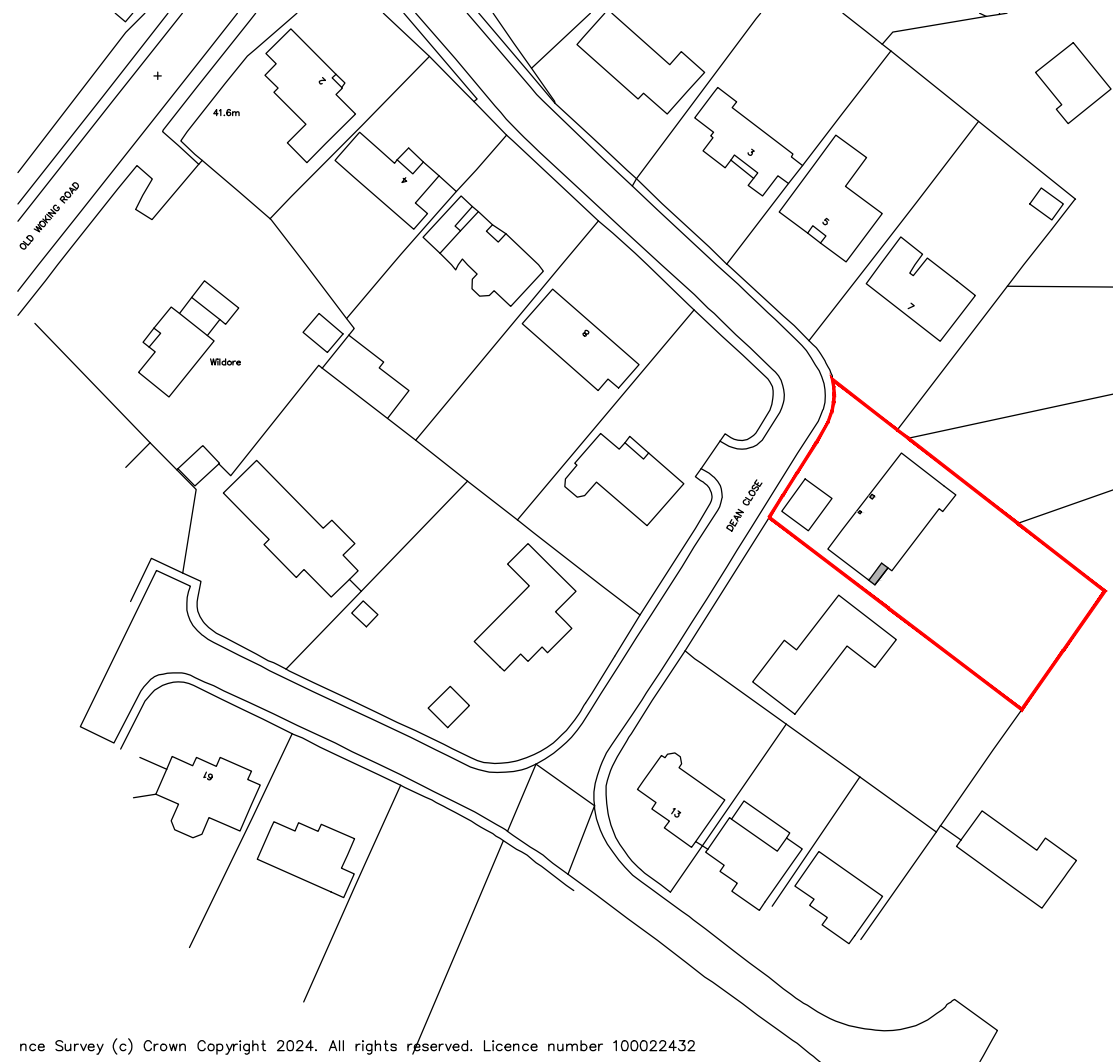 2
41.6m
4
3
5
OLD WOKING ROAD
7
8
Wildore
DEAN CLOSE
19
13
nce Survey (c) Crown Copyright 2024. All rights reserved. Licence number 100022432